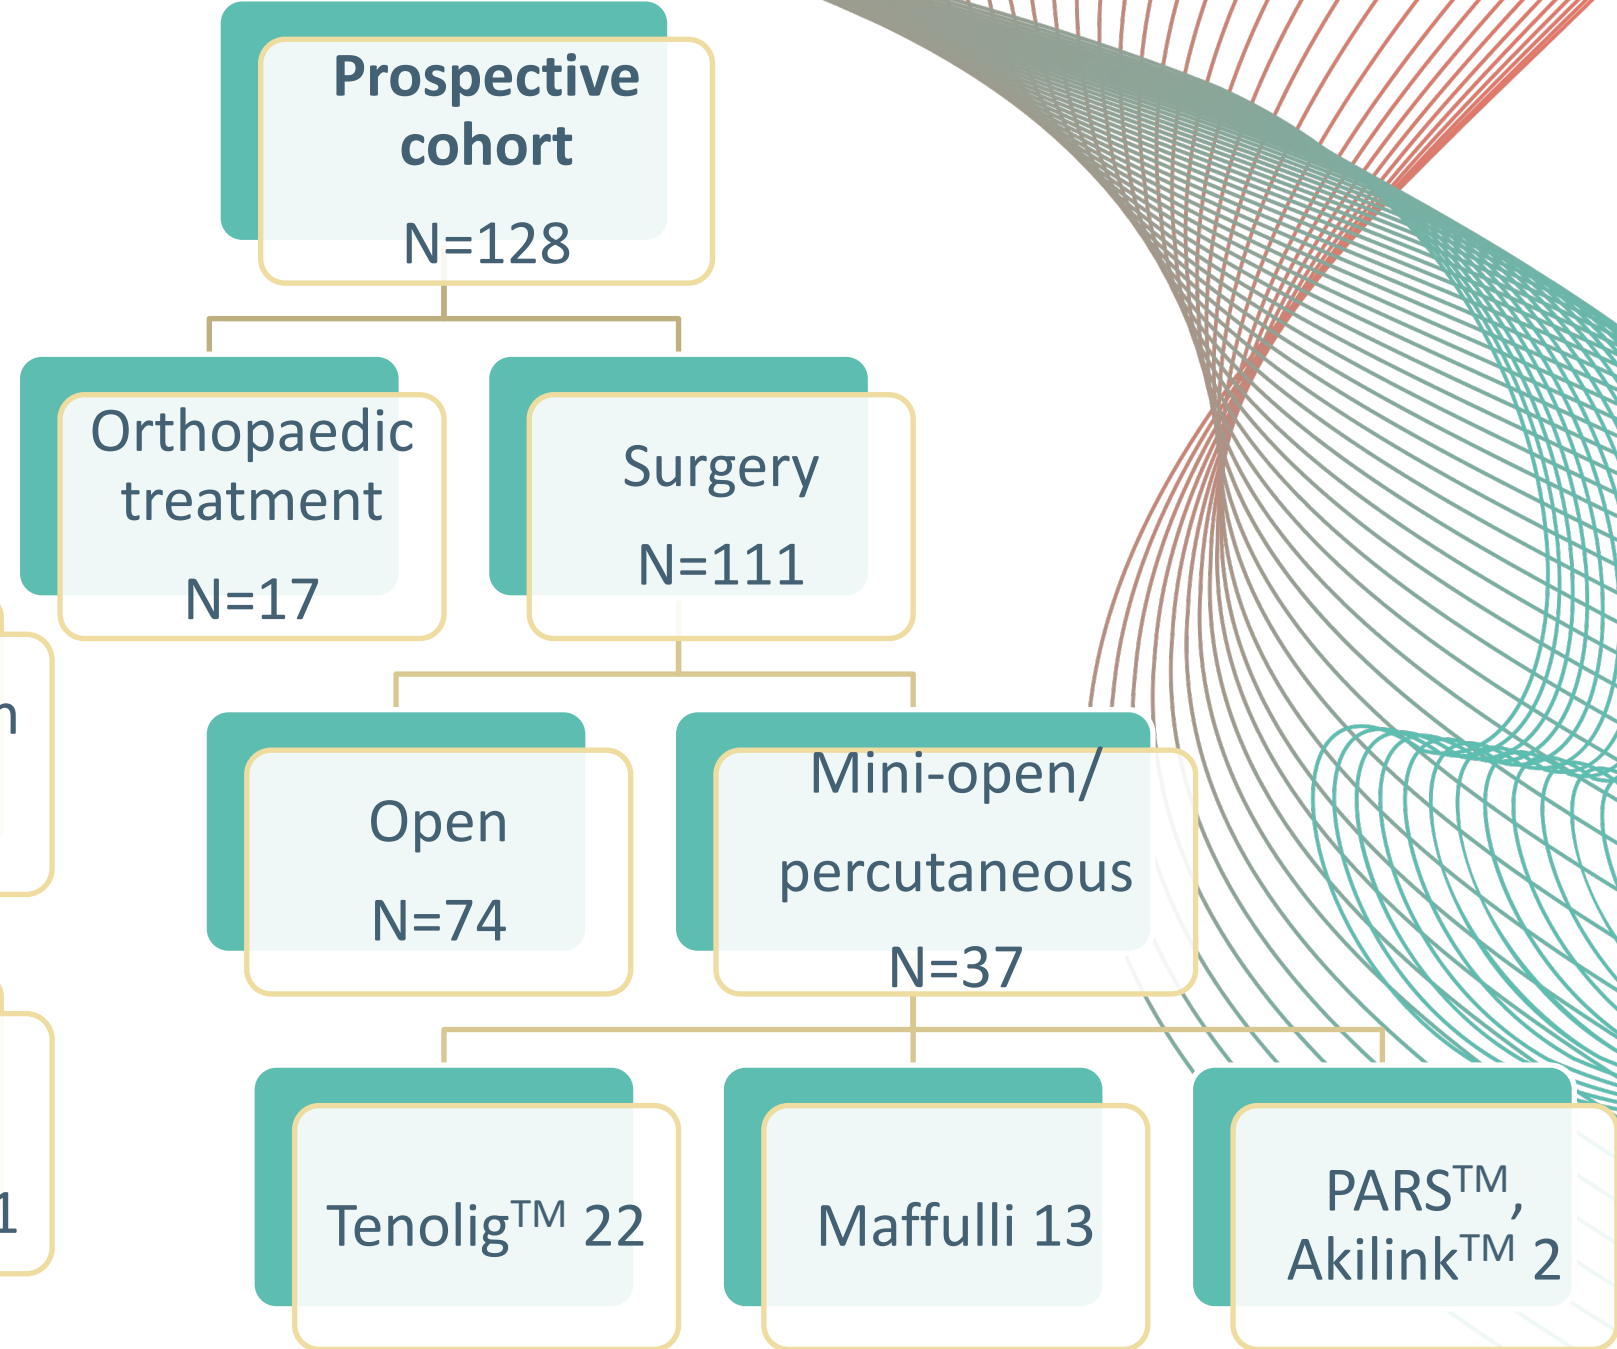 Prospective
cohort
N=128
Orthopaedic
treatment
N=17
Surgery
N=111
Open
N=74
Mini-open/
percutaneous
N=37
Tenolig™ 22
Maffulli 13
PARS™,
Akilink™ 2